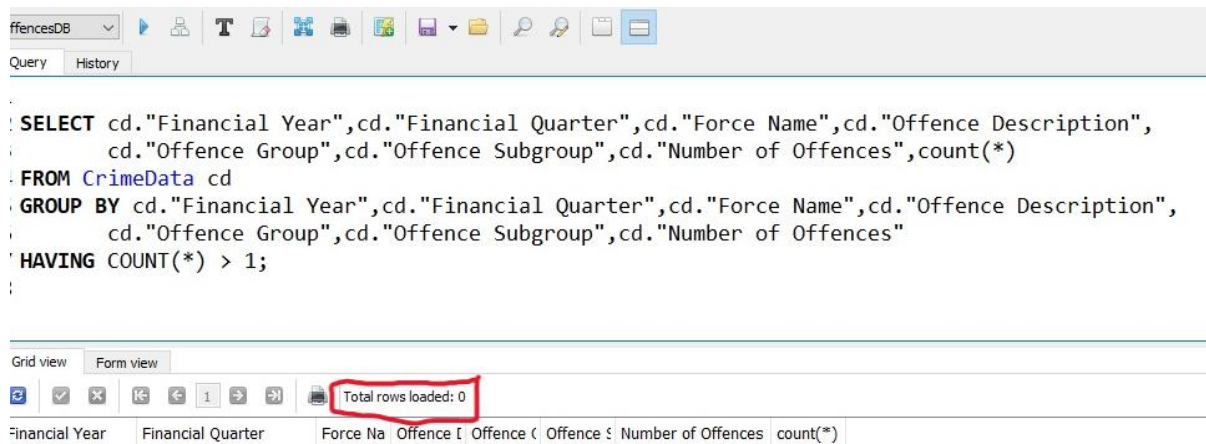 ffencesDB
Query History
SELECT cd."Financial Year",cd."Financial Quarter",cd."Force Name",cd."Offence Description",
cd."Offence Group",cd."Offence Subgroup",cd."Number of Offences",count(*)
FROM CrimeData cd
GROUP BY cd."Financial Year",cd."Financial Quarter",cd."Force Name",cd."Offence Description",
cd."Offence Group",cd."Offence Subgroup",cd."Number of Offences"
HAVING COUNT(*) > 1;
Grid view Form view
1 Total rows loaded: 0
Financial Year Financial Quarter Force Na Offence Offence Offence Number of Offences count(*)